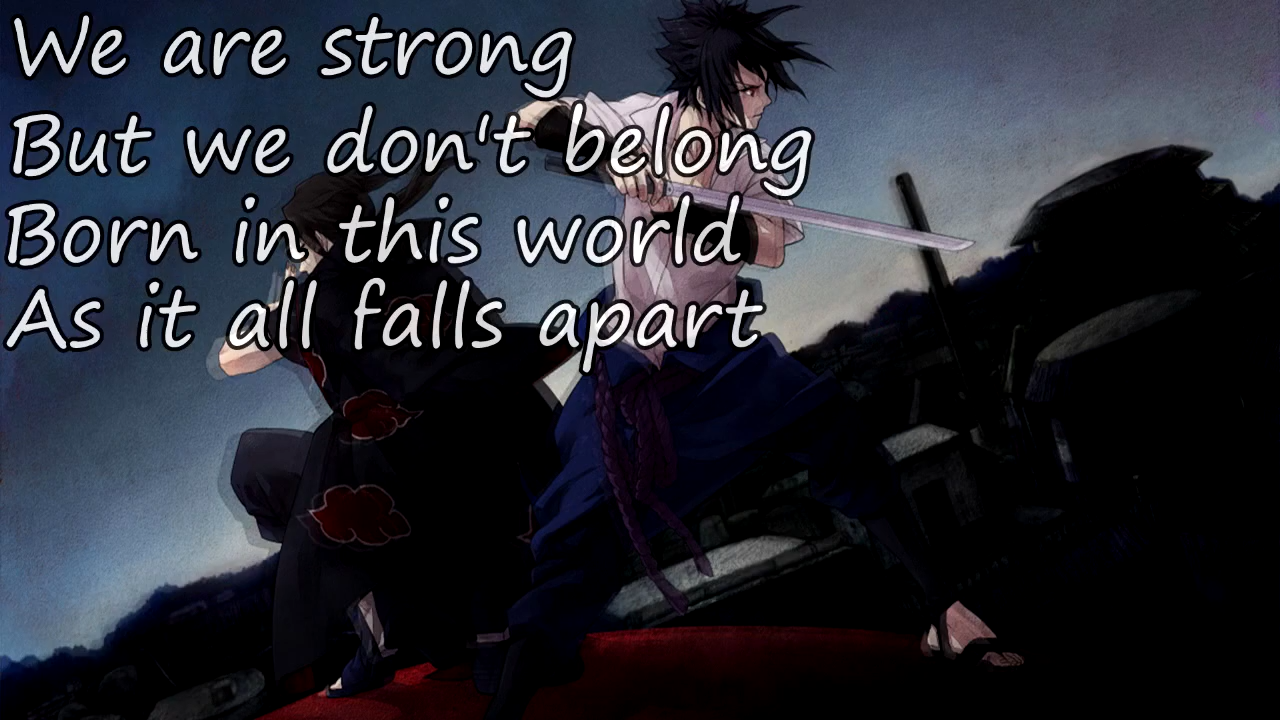 We are strong
But we don't belong
Born in this world
As it all falls apart